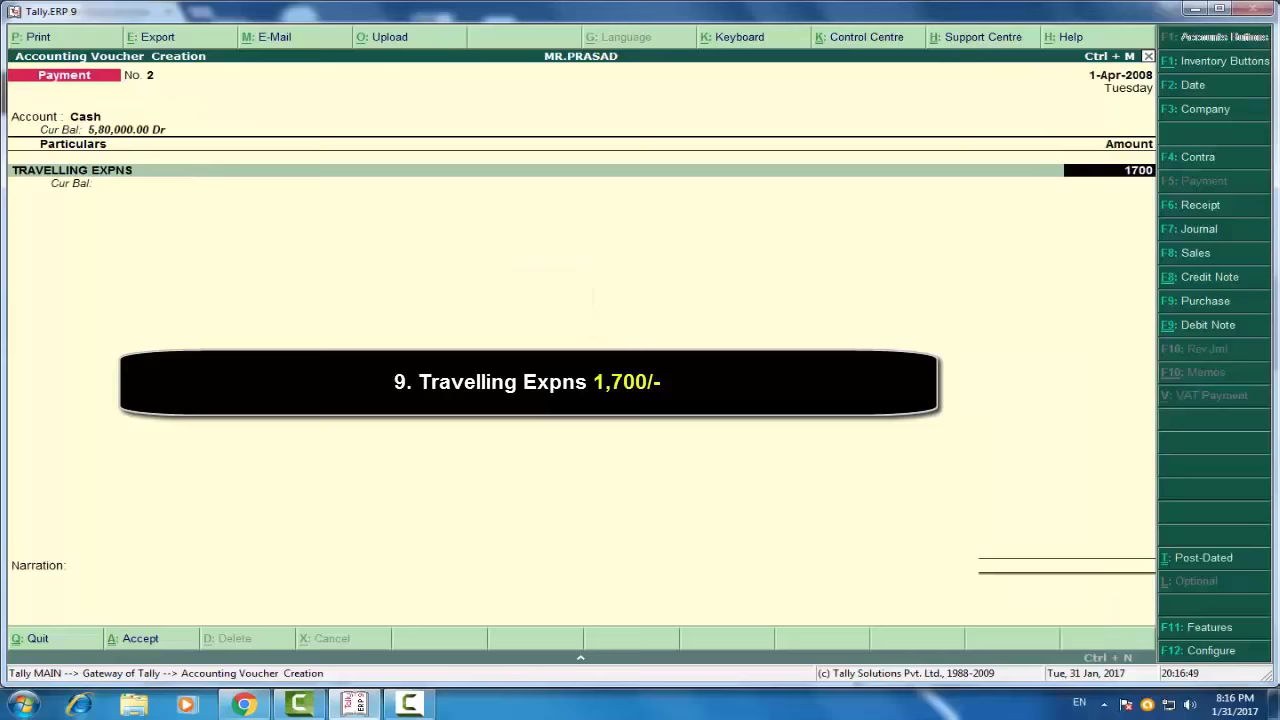 Tally.ERP 9
P: Print E: Export M: E-Mail O: Upload G: Language K: Keyboard K: Control Centre H: Support Centre H: Help
Accounting Voucher Creation MR.PRASAD Ctrl + M
Payment No. 2 1-Apr-2008
Tuesday
Account : Cash
Cur Bal: 5,80,000.00 Dr
Particulars Amount
TRAVELLING EXPNS 1700
Cur Bal:
9. Travelling Expns 1,700/-
Narration:
F1: Inventory Buttons
F2: Date
F3: Company
F4: Contra
F5: Payment
F6: Receipt
F7: Journal
F8: Sales
F8: Credit Note
F9: Purchase
E9: Debit Note
F10: Rev Jrnl
F10: Memos
V: VAT Payment
T: Post-Dated
L: Optional
F11: Features
F12: Configure
Q: Quit A: Accept D: Delete X: Cancel
Ctrl + N
Tally MAIN --> Gateway of Tally --> Accounting Voucher Creation (c) Tally Solutions Pvt. Ltd., 1988-2009 Tue, 31 Jan, 2017 20:16:49
EN 8:16 PM
1/31/2017